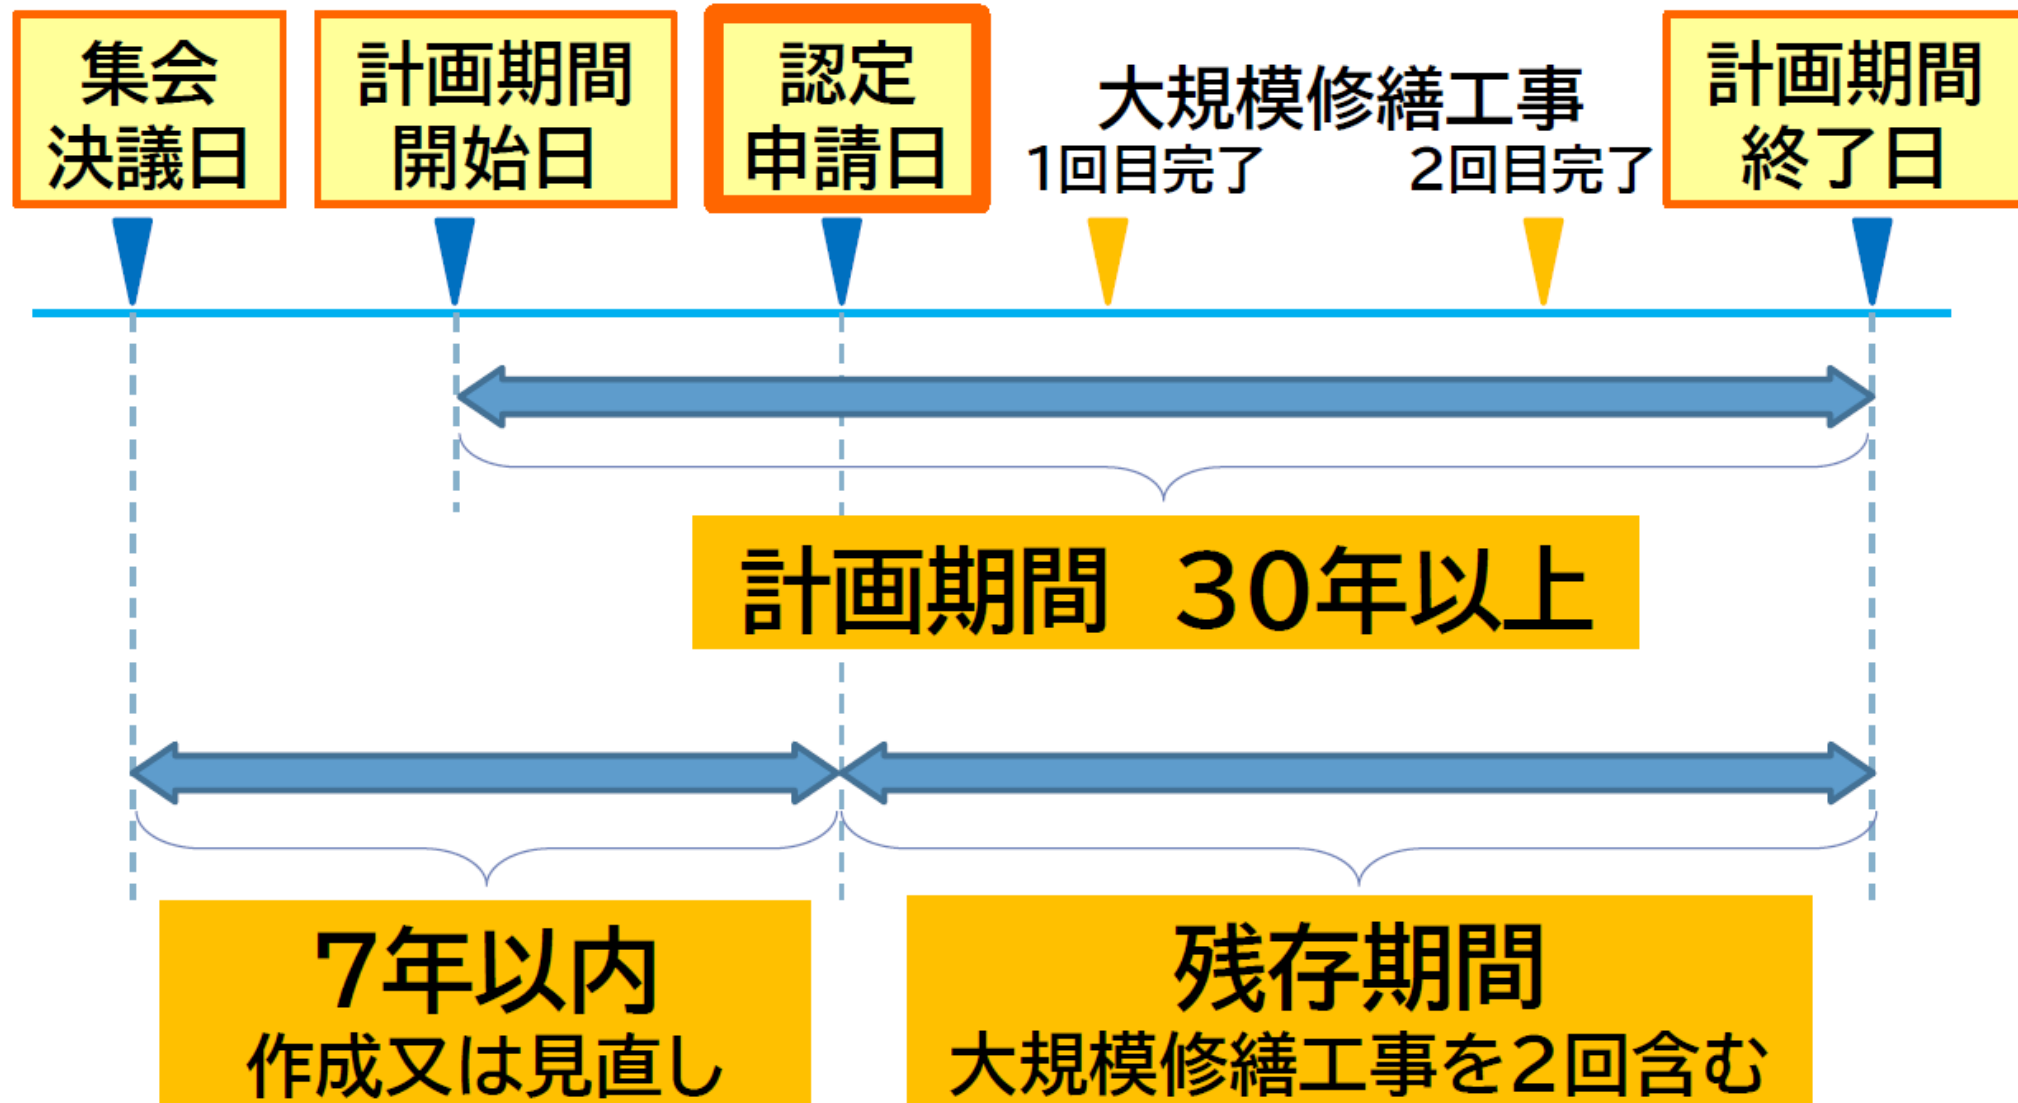 集会
決議日
計画期間
開始日
認定
申請日
大規模修繕工事
1回目完了
2回目完了
計画期間
終了日
計画期間　30年以上
7年以内
作成又は見直し
残存期間
大規模修繕工事を2回含む